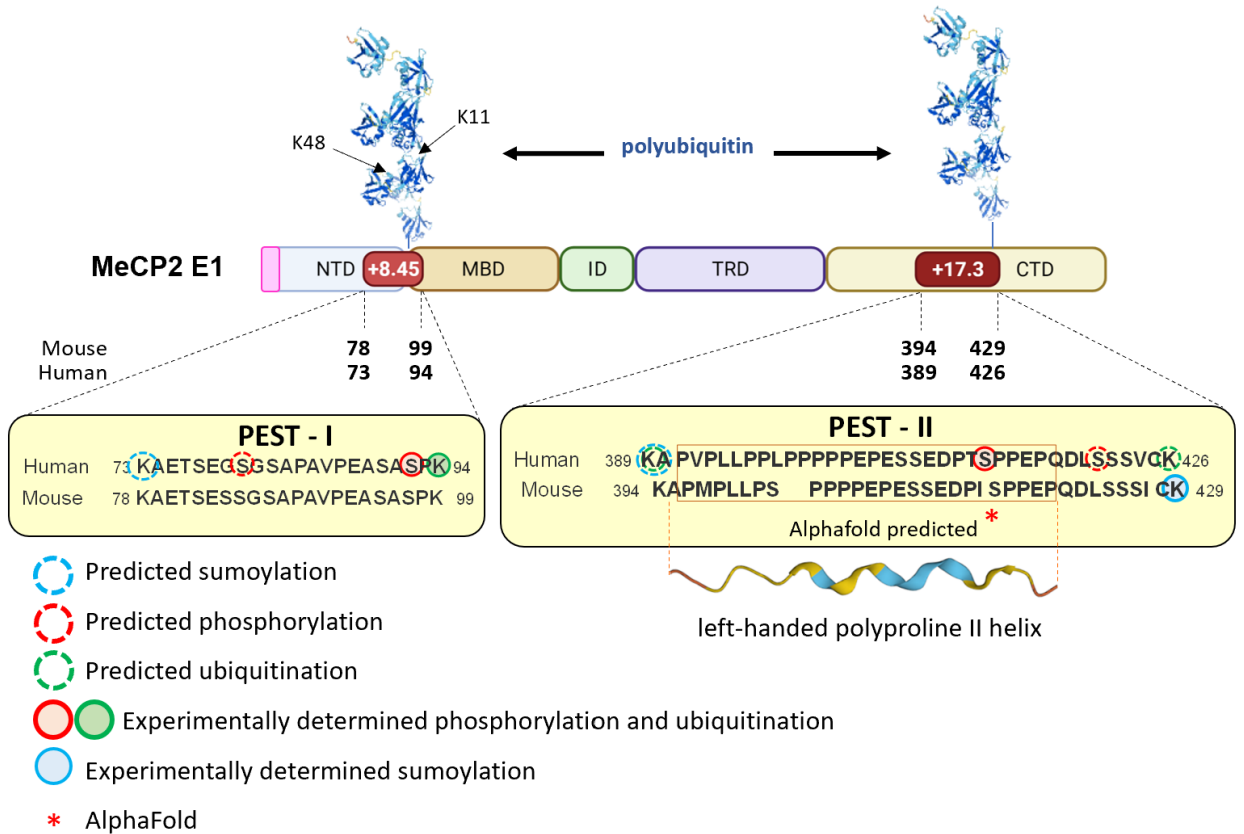 K11
K48
polyubiquitin
MeCP2 E1
NTD +8.45 MBD ID TRD +17.3 CTD
Mouse 78 99 394 429
Human 73 94 389 426
PEST - I
Human 73 KAETSEGSGSAPAVPEASASPK 94
Mouse 78 KAETSESSGSAPAVPEASASPK 99
PEST - II
Human 389 KAPVPLLPPLPPPPPEPESSEDPTSPPEPQDLSSSVCK 426
Mouse 394 KAPMPLLPS PPPPEPESSEDPI SPPEPQDLSSSI CK 429
Alphafold predicted *
left-handed polyproline II helix
Predicted sumoylation
Predicted phosphorylation
Predicted ubiquitination
Experimentally determined phosphorylation and ubiquitination
Experimentally determined sumoylation
* AlphaFold